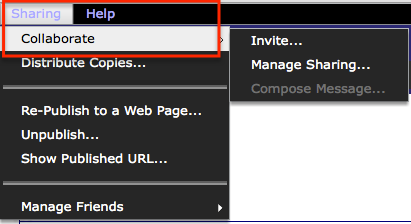 Sharing Help
Collaborate
Invite...
Distribute Copies...
Manage Sharing...
Compose Message...
Re-Publish to a Web Page...
Unpublish...
Show Published URL...
Manage Friends